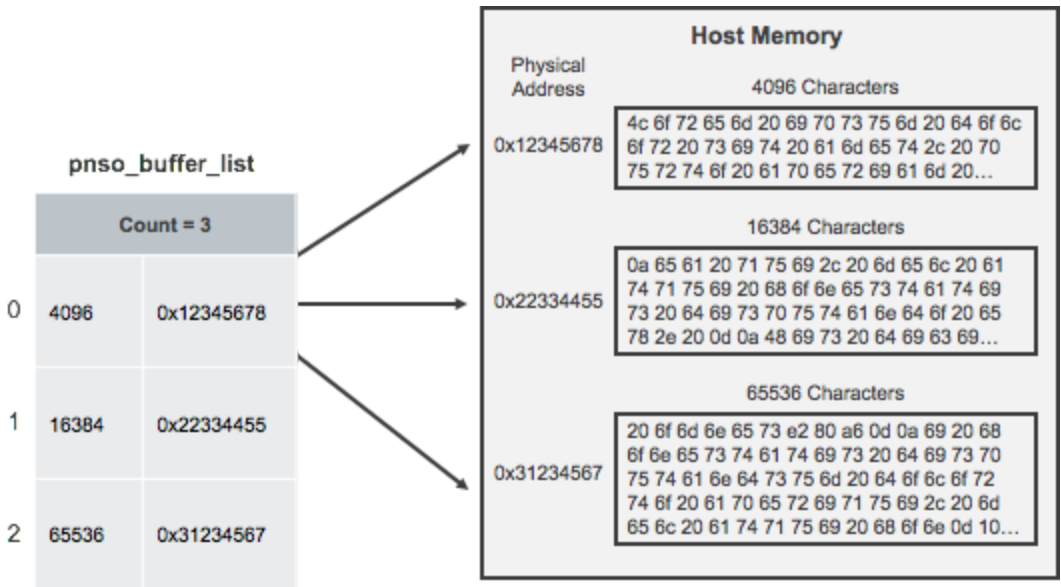 pnso_buffer_list
Count = 3
0 4096 0x12345678
1 16384 0x22334455
2 65536 0x31234567
Host Memory
Physical
Address
4096 Characters
0x12345678
4c 6f 72 65 6d 20 69 70 73 75 6d 20 64 6f 6c
6f 72 20 73 69 74 20 61 6d 65 74 2c 20 70
75 72 74 6f 20 61 70 65 72 69 61 6d 20...
16384 Characters
0x22334455
0a 65 61 20 71 75 69 2c 20 6d 65 6c 20 61
74 71 75 69 20 68 6f 6e 65 73 74 61 74 69
73 20 64 69 73 70 75 74 61 6e 64 6f 20 65
78 2e 20 0d 0a 48 69 73 20 64 69 63 69...
65536 Characters
0x31234567
20 6f 6d 6e 65 73 e2 80 a6 0d 0a 69 20 68
6f 6e 65 73 74 61 74 69 73 20 64 69 73 70
75 74 61 6e 64 73 75 6d 20 64 6f 6c 6f 72
74 6f 20 61 70 65 72 69 71 75 69 2c 20 6d
65 6c 20 61 74 71 75 69 20 68 6f 6e 0d 10...